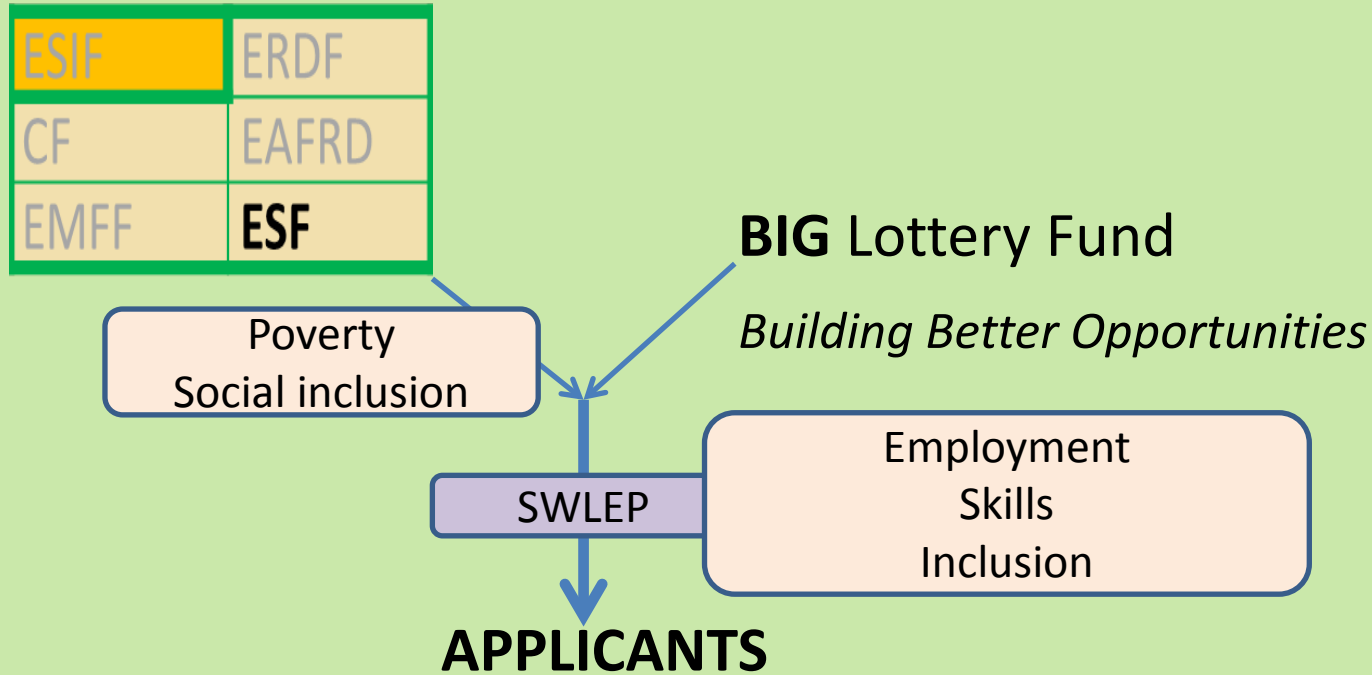 ESIF ERDF
CF EAFRD
EMFF ESF
BIG Lottery Fund
Building Better Opportunities
Poverty
Social inclusion
SWLEP
Employment
Skills
Inclusion
APPLICANTS